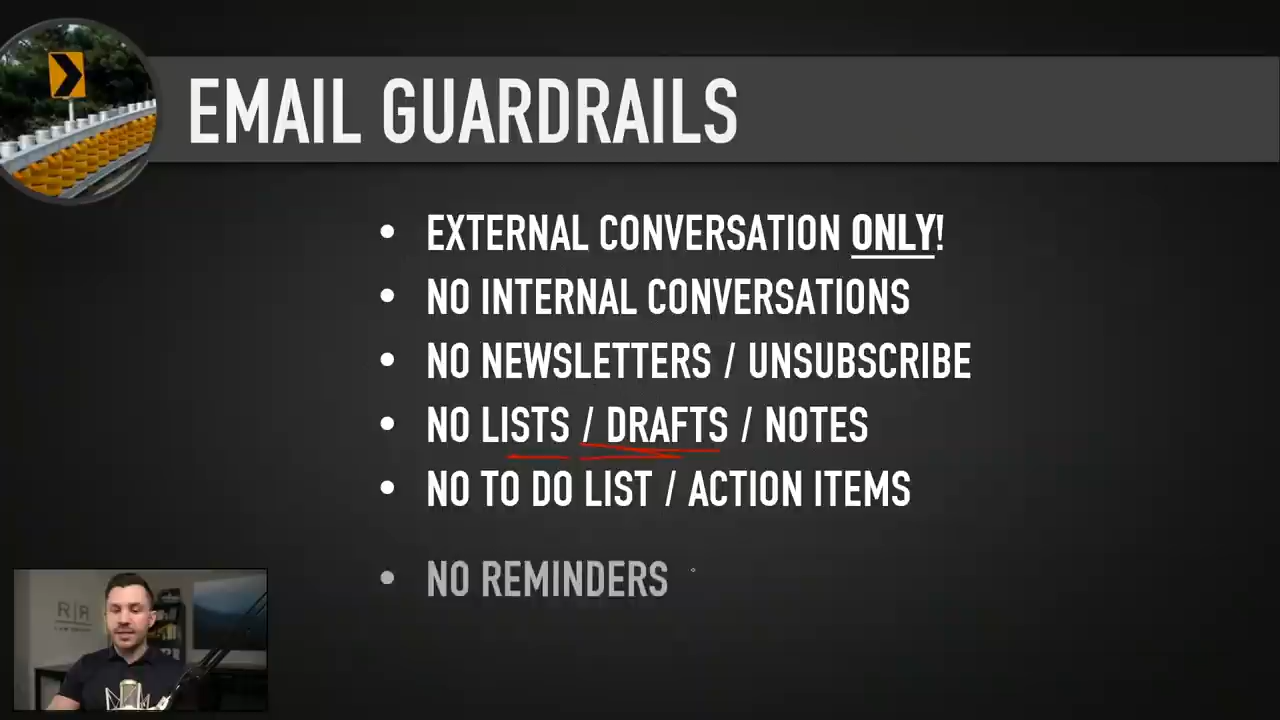 EMAIL GUARDRAILS
• EXTERNAL CONVERSATION ONLY!
• NO INTERNAL CONVERSATIONS
• NO NEWSLETTERS / UNSUBSCRIBE
• NO LISTS / DRAFTS / NOTES
• NO TO DO LIST / ACTION ITEMS
• NO REMINDERS
R|R